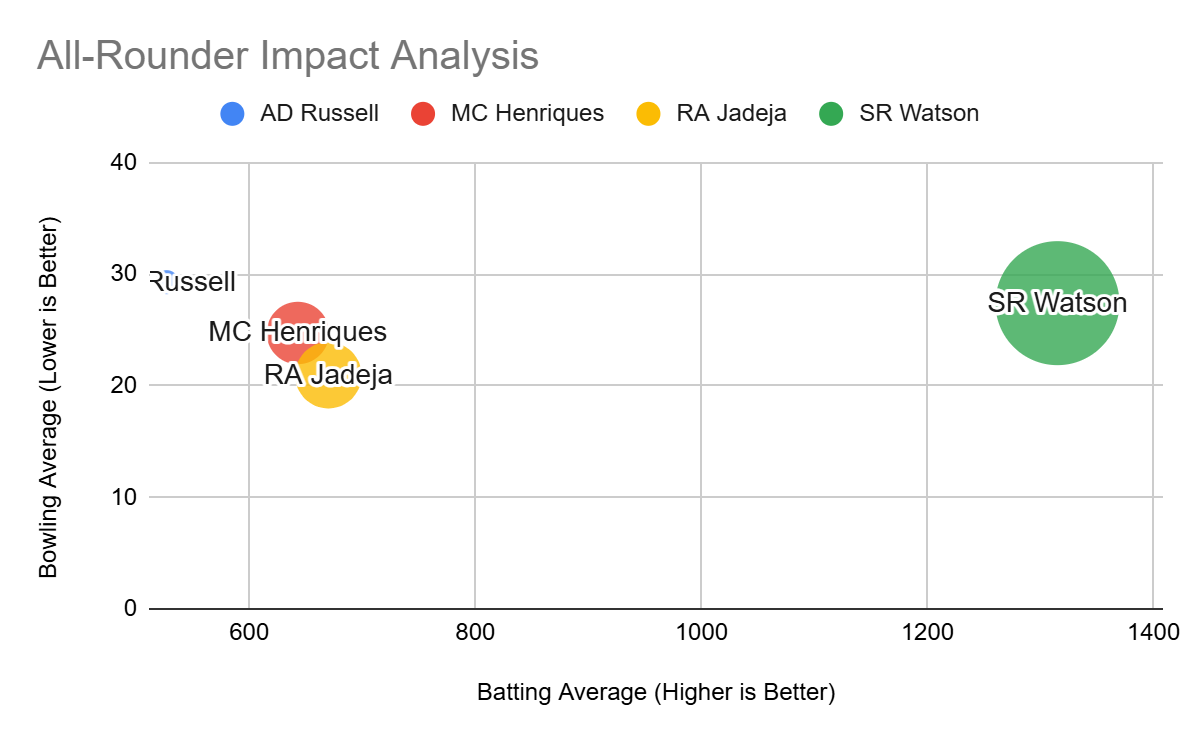 All-Rounder Impact Analysis
AD Russell
MC Henriques
RA Jadeja
SR Watson
Bowling Average (Lower is Better)
40
30
20
10
0
Russell
MC Henriques
RA Jadeja
SR Watson
600
800
1000
1200
1400
Batting Average (Higher is Better)